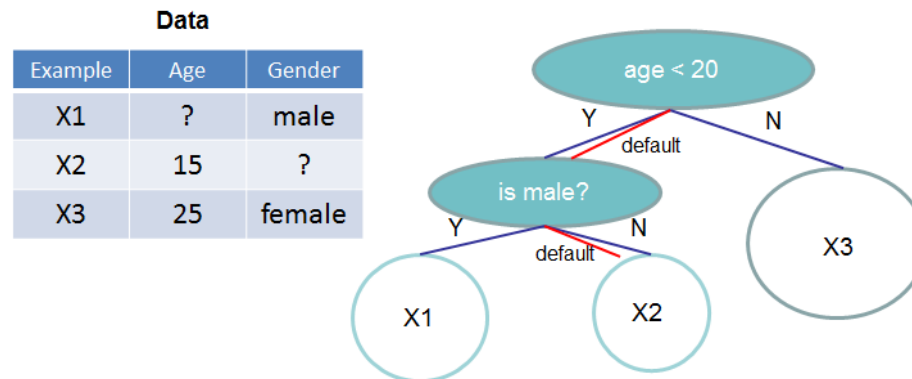 Data
Example Age Gender
X1 ? male
X2 15 ?
X3 25 female
age < 20
Y
N
default
is male?
Y
N
default
X1
X2
X3